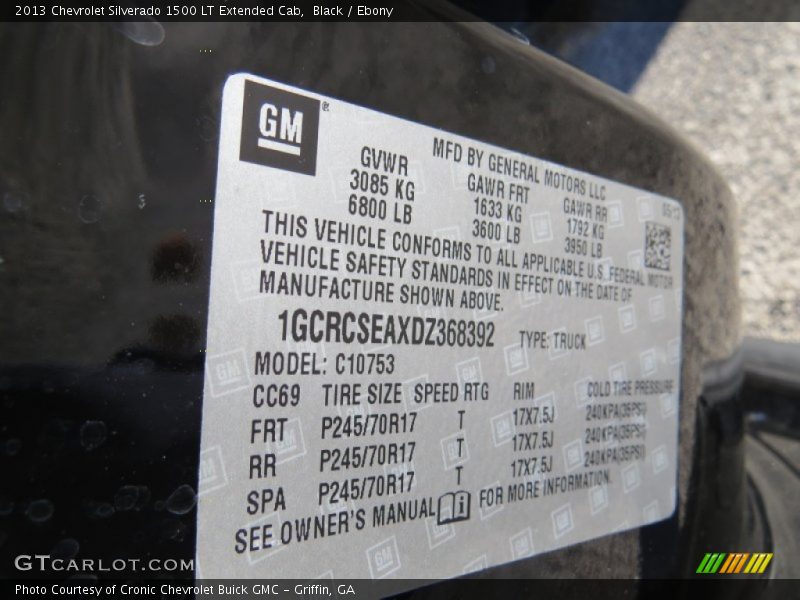 2013 Chevrolet Silverado 1500 LT Extended Cab, Black / Ebony
GM ®
MFD BY GENERAL MOTORS LLC
05/13
GVWR GAWR FRT GAWR RR
3085 KG 1633 KG 1792 KG
6800 LB 3600 LB 3950 LB
THIS VEHICLE CONFORMS TO ALL APPLICABLE U.S. FEDERAL MOTOR
VEHICLE SAFETY STANDARDS IN EFFECT ON THE DATE OF
MANUFACTURE SHOWN ABOVE.
1GCRCSEAXDZ368392 TYPE: TRUCK
MODEL: C10753
CC69 TIRE SIZE SPEED RTG RIM COLD TIRE PRESSURE
FRT P245/70R17 T 17X7.5J 240KPA(35PSI)
RR P245/70R17 T 17X7.5J 240KPA(35PSI)
SPA P245/70R17 T 17X7.5J 240KPA(35PSI)
SEE OWNER'S MANUAL FOR MORE INFORMATION.
GTCARLOT.COM
Photo Courtesy of Cronic Chevrolet Buick GMC - Griffin, GA